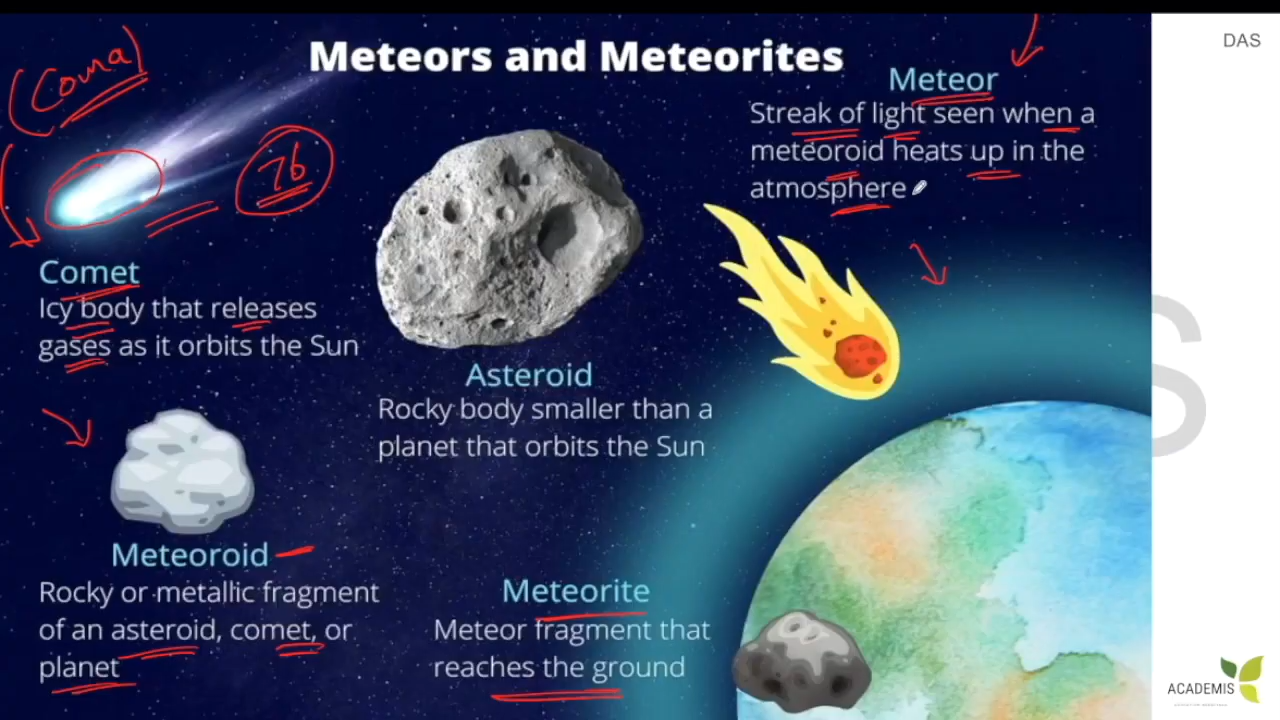 Meteors and Meteorites
DAS
(Coma)
76
Meteor
Streak of light seen when a
meteoroid heats up in the
atmosphere
Comet
Icy body that releases
gases as it orbits the Sun
Asteroid
Rocky body smaller than a
planet that orbits the Sun
Meteoroid
Rocky or metallic fragment
of an asteroid, comet, or
planet
Meteorite
Meteor fragment that
reaches the ground
S
ACADEMIS